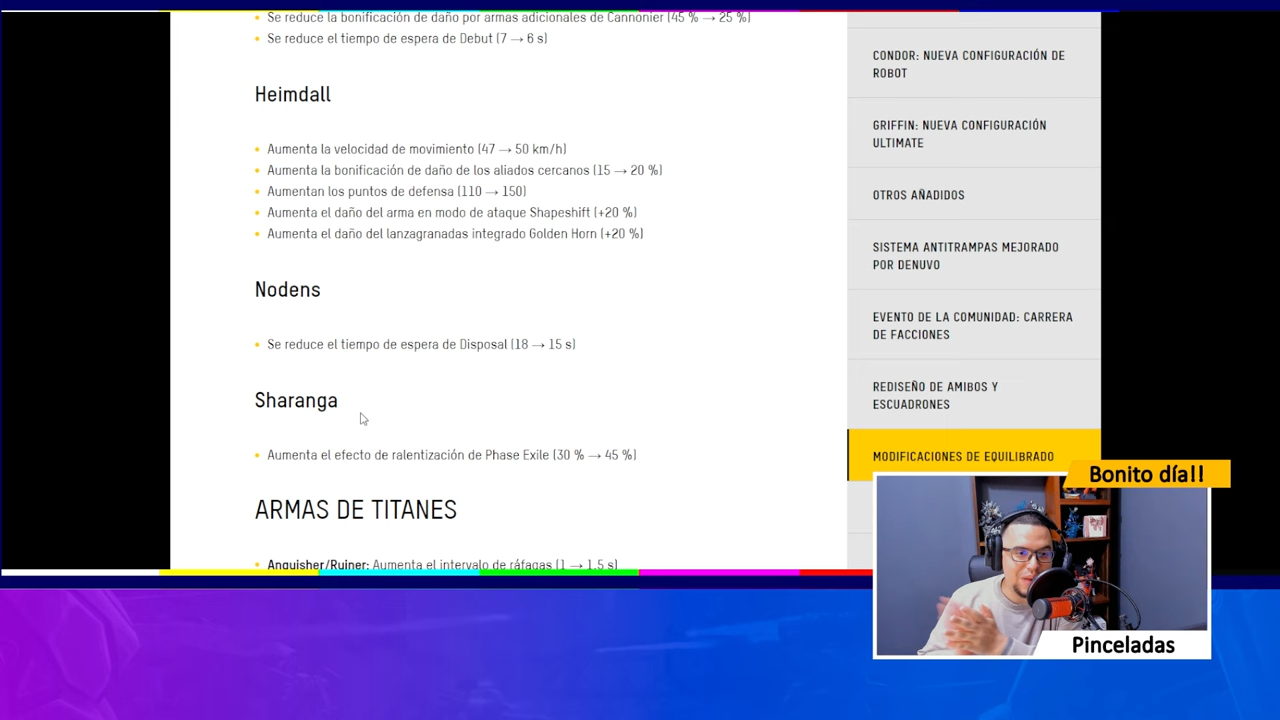 Se reduce la bonificación de daño por armas adicionales de Cannonier (45 % → 25 %)
Se reduce el tiempo de espera de Debut (7 → 6 s)
Heimdall
Aumenta la velocidad de movimiento (47 → 50 km/h)
Aumenta la bonificación de daño de los aliados cercanos (15 → 20 %)
Aumentan los puntos de defensa (110 → 150)
Aumenta el daño del arma en modo de ataque Shapeshift (+20 %)
Aumenta el daño del lanzagranadas integrado Golden Horn (+20 %)
Nodens
Se reduce el tiempo de espera de Disposal (18 → 15 s)
Sharanga
Aumenta el efecto de ralentización de Phase Exile (30 % → 45 %)
ARMAS DE TITANES
Anguisher/Ruiner: Aumenta el intervalo de ráfagas (1 → 1,5 s)
CONDOR: NUEVA CONFIGURACIÓN DE
ROBOT
GRIFFIN: NUEVA CONFIGURACIÓN
ULTIMATE
OTROS AÑADIDOS
SISTEMA ANTITRAMPAS MEJORADO
POR DENUVO
EVENTO DE LA COMUNIDAD: CARRERA
DE FACCIONES
REDISEÑO DE AMIBOS Y
ESCUADRONES
MODIFICACIONES DE EQUILIBRADO
Bonito día!!
Pinceladas